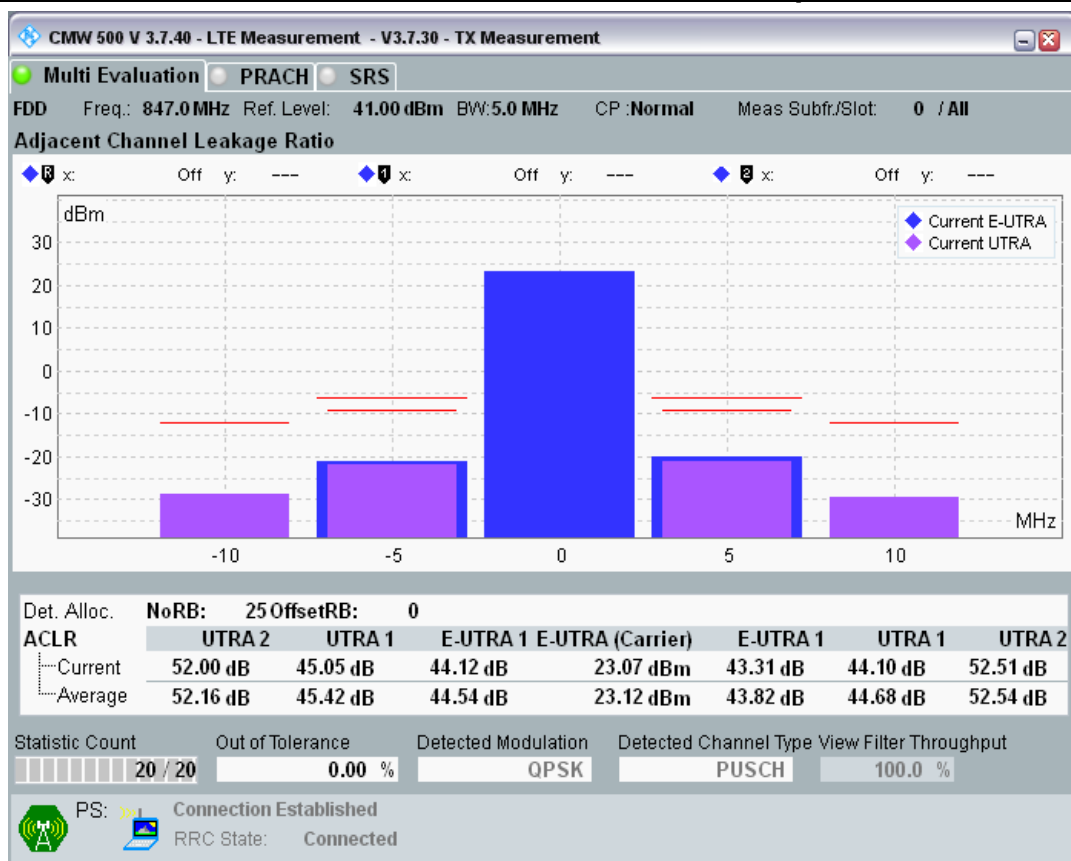 CMW 500 V 3.7.40 - LTE Measurement - V3.7.30 - TX Measurement
Multi Evaluation PRACH SRS
FDD Freq.: 847.0 MHz Ref. Level: 41.00 dBm BW:5.0 MHz CP :Normal Meas Subfr./Slot: 0 / All
Adjacent Channel Leakage Ratio
R x: Off y: --- 1 x: Off y: --- 2 x: Off y: ---
dBm
Current E-UTRA
Current UTRA
30
20
10
0
-10
-20
-30
MHz
-10 -5 0 5 10
Det. Alloc. NoRB: 25 OffsetRB: 0
ACLR UTRA 2 UTRA 1 E-UTRA 1 E-UTRA (Carrier) E-UTRA 1 UTRA 1 UTRA 2
Current 52.00 dB 45.05 dB 44.12 dB 23.07 dBm 43.31 dB 44.10 dB 52.51 dB
Average 52.16 dB 45.42 dB 44.54 dB 23.12 dBm 43.82 dB 44.68 dB 52.54 dB
Statistic Count Out of Tolerance Detected Modulation Detected Channel Type View Filter Throughput
20 / 20 0.00 % QPSK PUSCH 100.0 %
PS: Connection Established
RRC State: Connected